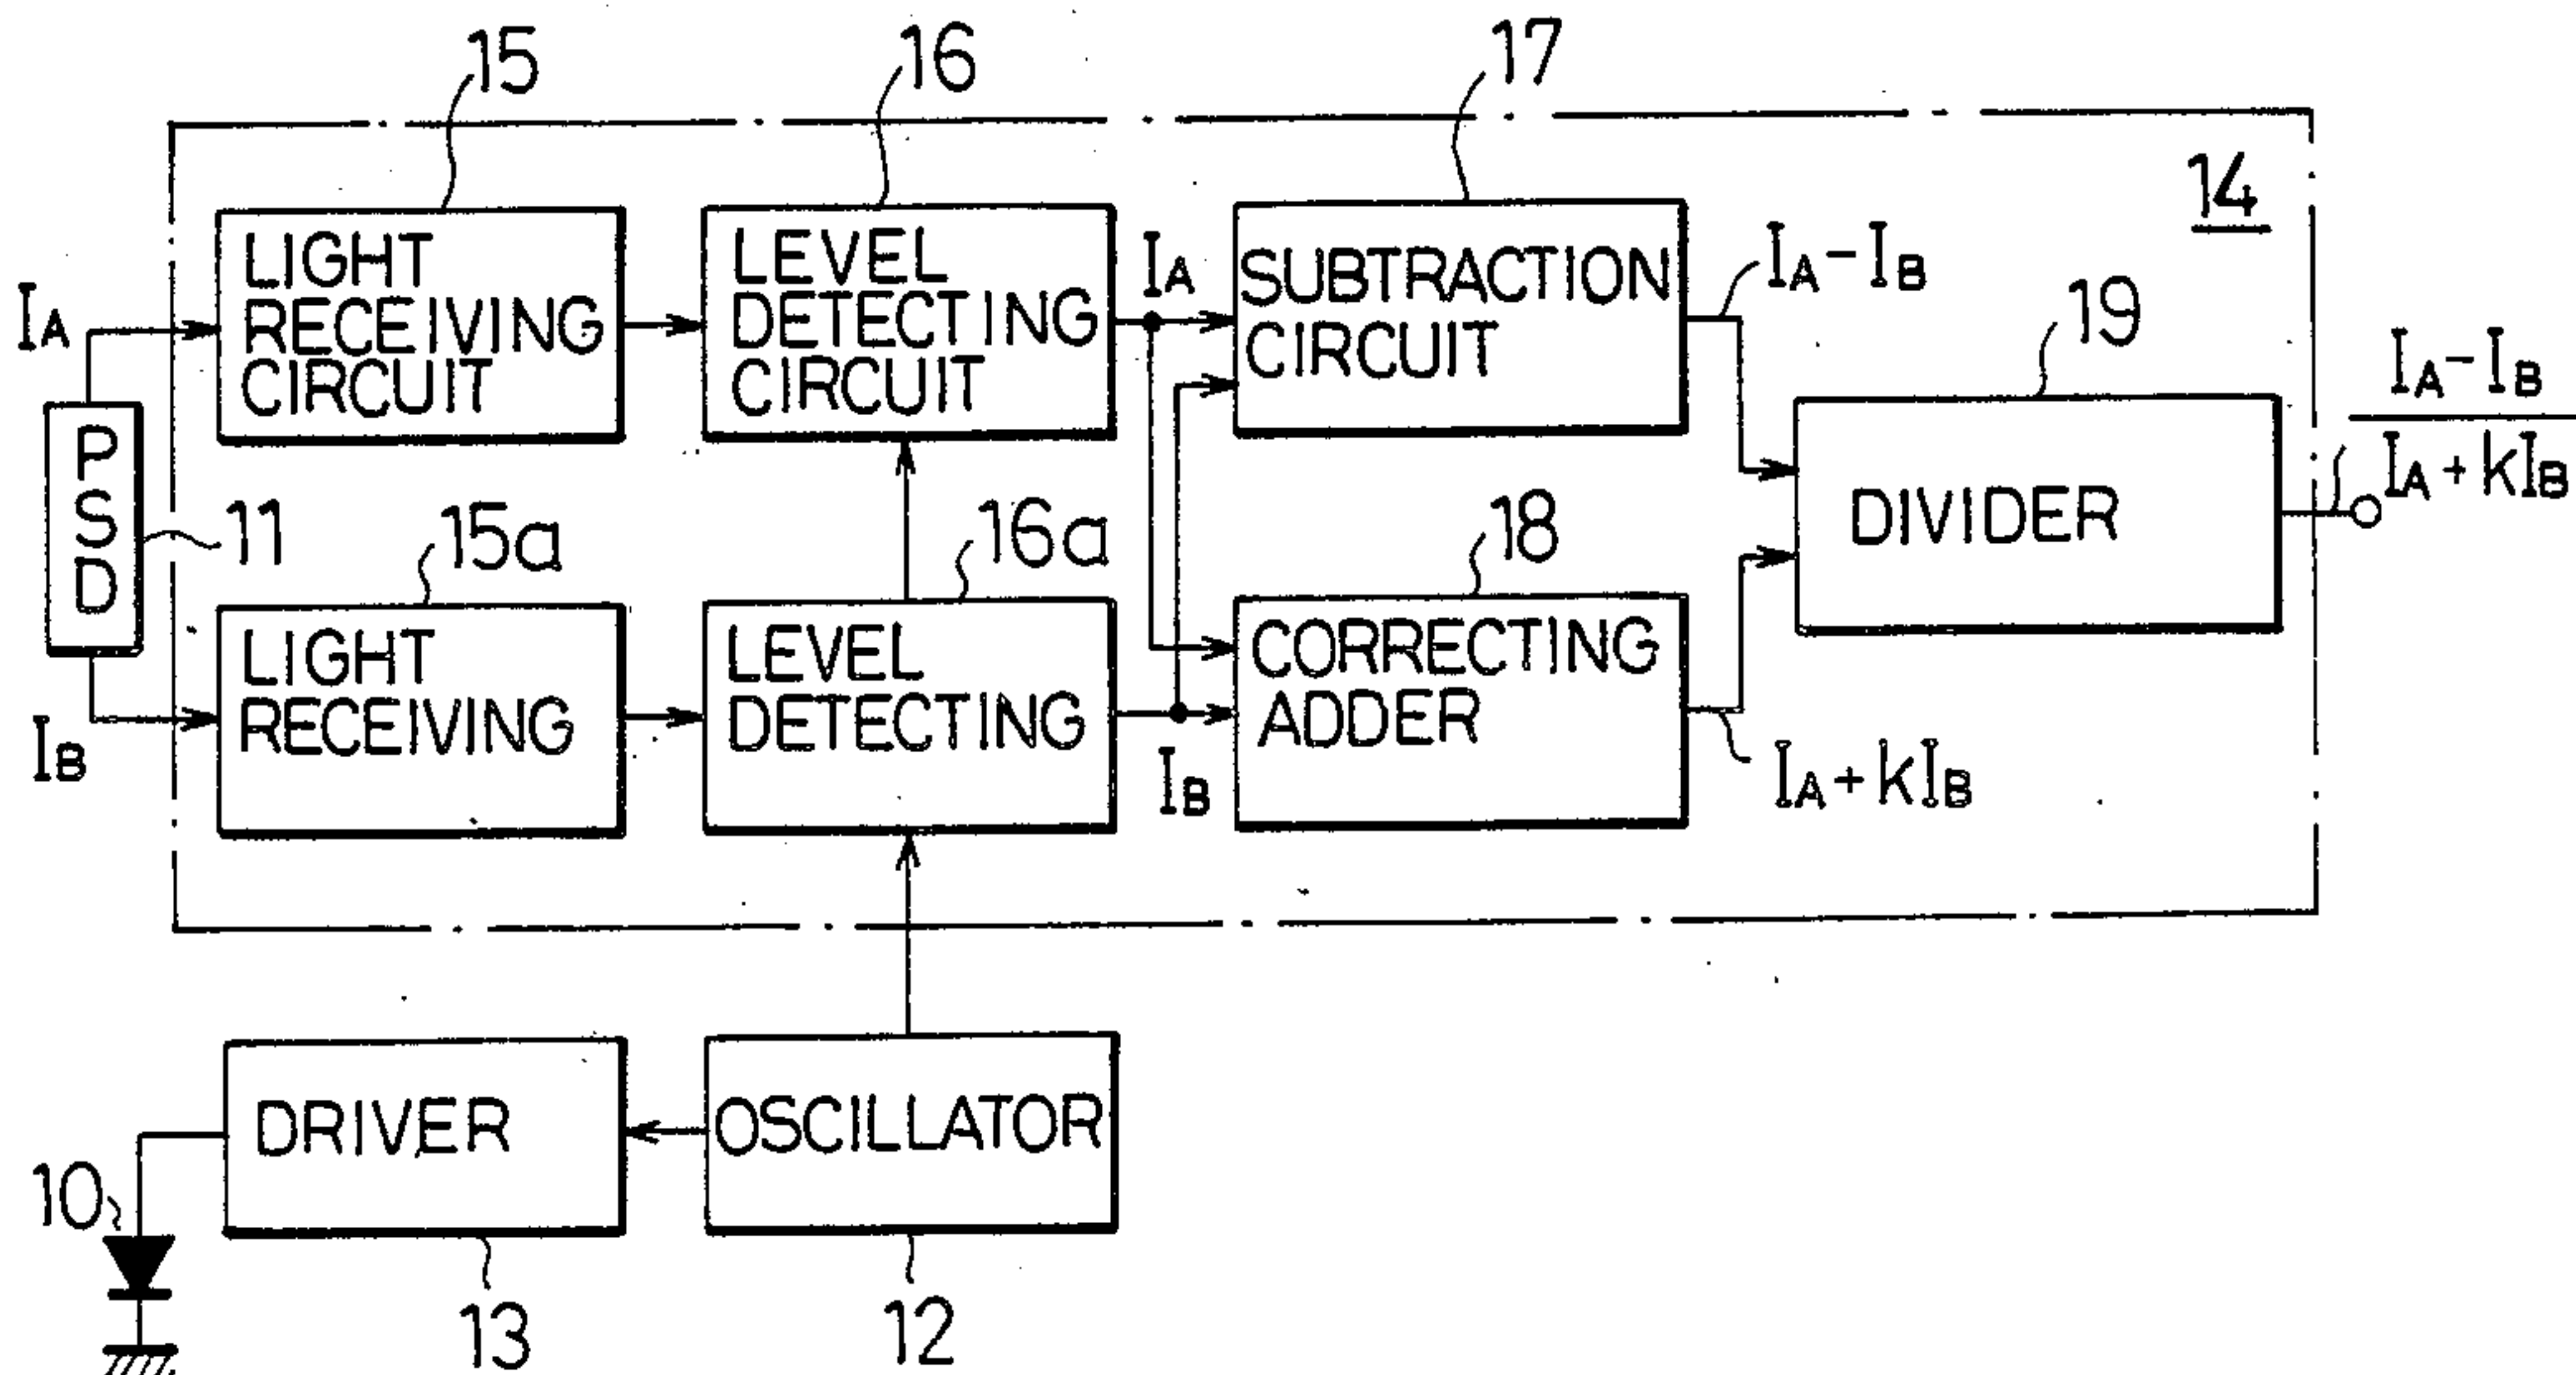 15
16
17
14
LIGHT
RECEIVING
CIRCUIT
LEVEL
DETECTING
CIRCUIT
IA
SUBTRACTION
CIRCUIT
IA-IB
19
IA
PSD
11
15a
16a
18
DIVIDER
IA-IB
IA+kIB
LIGHT
RECEIVING
LEVEL
DETECTING
CORRECTING
ADDER
IB
IB
IA+kIB
DRIVER
OSCILLATOR
10
13
12